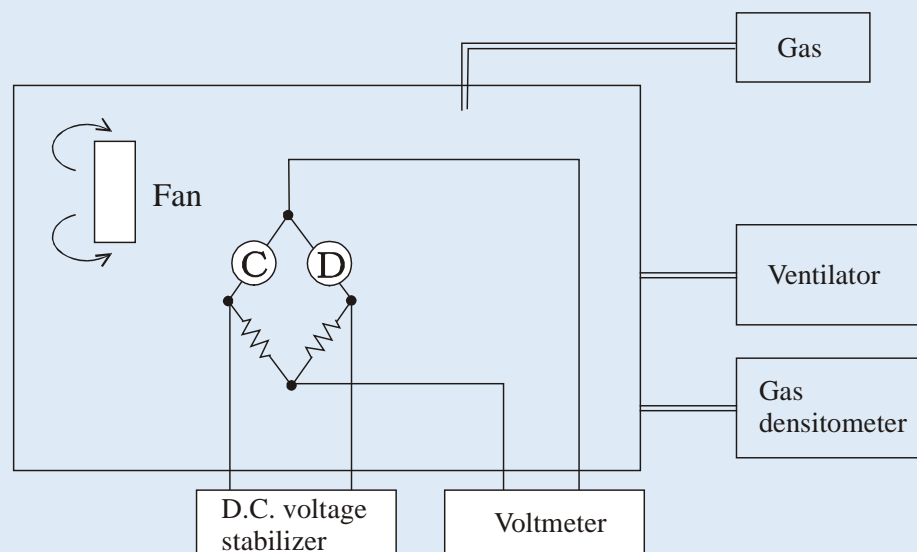 Gas
Fan
C
D
Ventilator
Gas
densitometer
D.C. voltage
stabilizer
Voltmeter